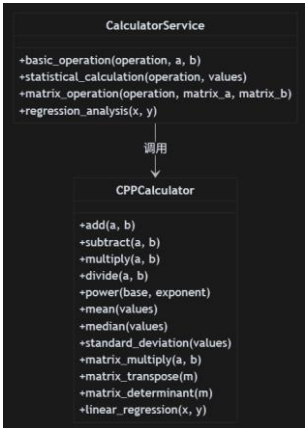 CalculatorService
+basic_operation(operation, a, b)
+statistical_calculation(operation, values)
+matrix_operation(operation, matrix_a, matrix_b)
+regression_analysis(x, y)
调用
CPPCalculator
+add(a, b)
+subtract(a, b)
+multiply(a, b)
+divide(a, b)
+power(base, exponent)
+mean(values)
+median(values)
+standard_deviation(values)
+matrix_multiply(a, b)
+matrix_transpose(m)
+matrix_determinant(m)
+linear_regression(x, y)